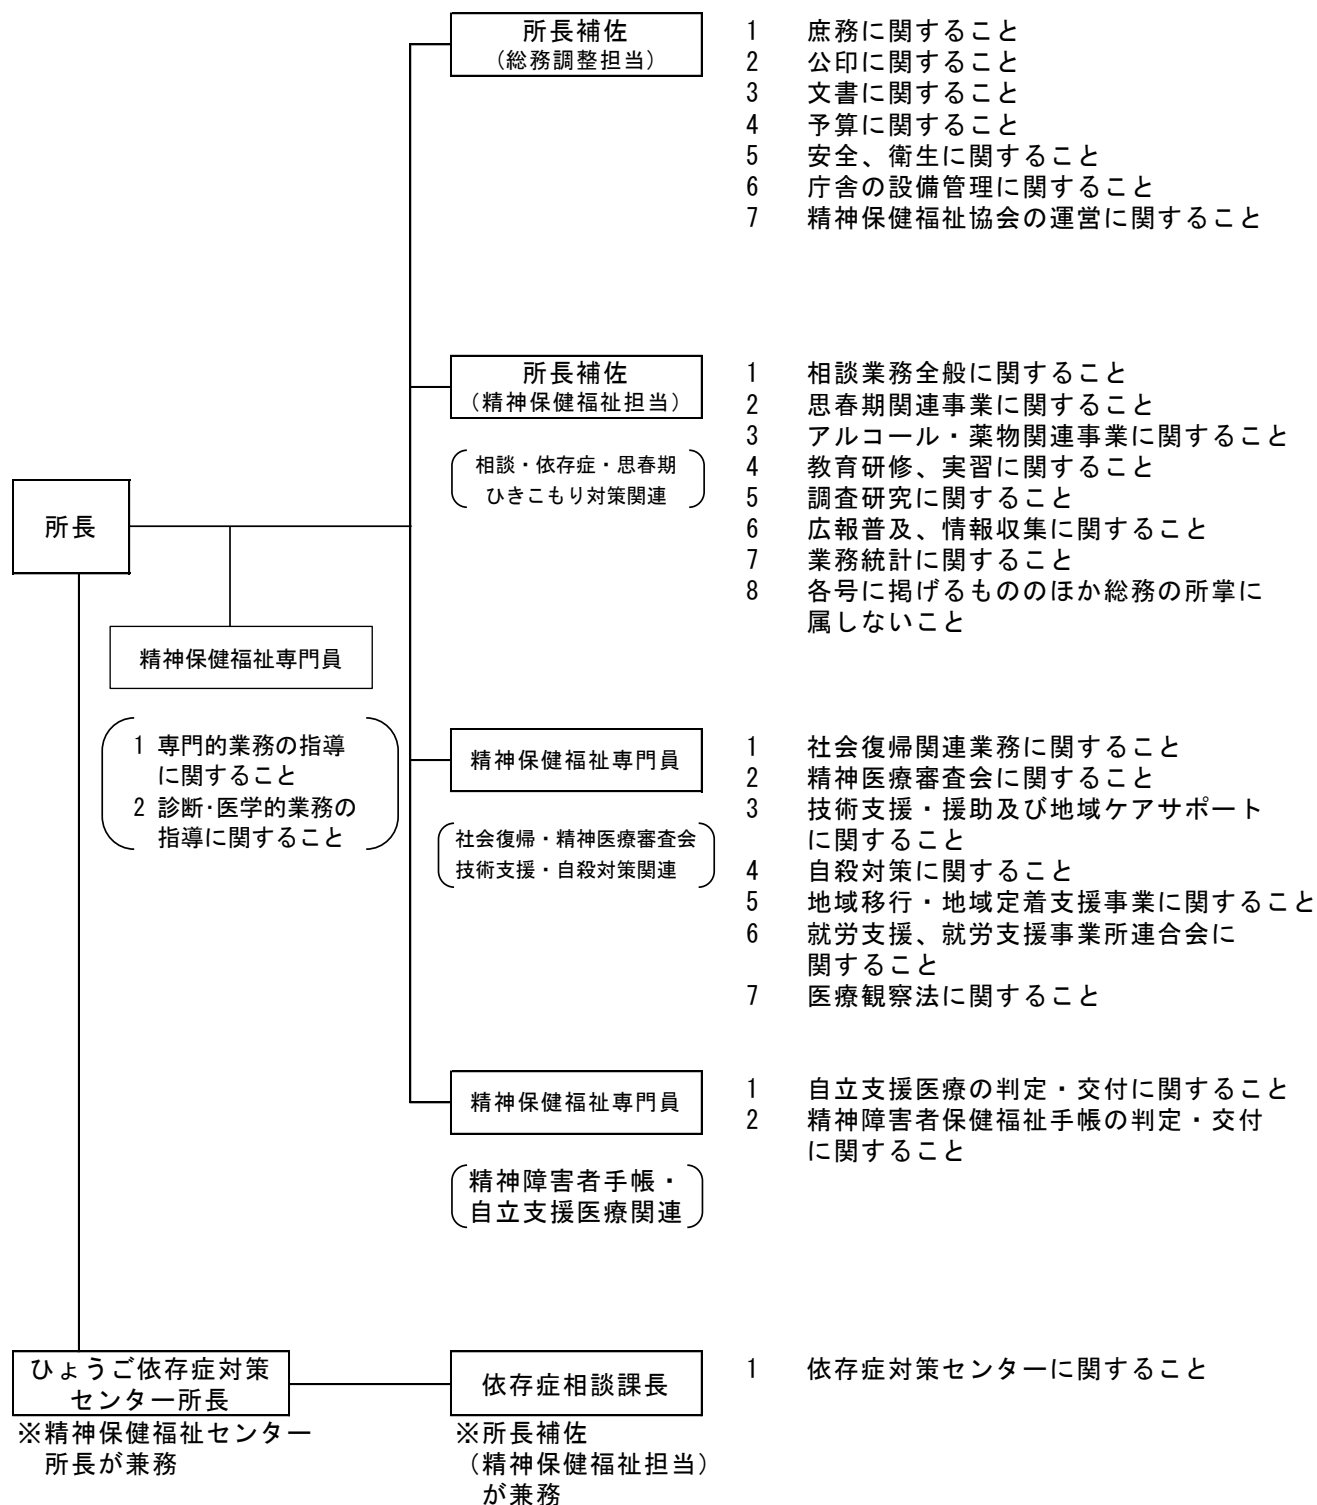 所長補佐
（総務調整担当）
1 庶務に関すること
2 公印に関すること
3 文書に関すること
4 予算に関すること
5 安全、衛生に関すること
6 庁舎の設備管理に関すること
7 精神保健福祉協会の運営に関すること
所長補佐
（精神保健福祉担当）
相談・依存症・思春期
ひきこもり対策関連
1 相談業務全般に関すること
2 思春期関連事業に関すること
3 アルコール・薬物関連事業に関すること
4 教育研修、実習に関すること
5 調査研究に関すること
6 広報普及、情報収集に関すること
7 業務統計に関すること
8 各号に掲げるもののほか総務の所掌に
属しないこと
所長
精神保健福祉専門員
1 専門的業務の指導
に関すること
2 診断･医学的業務の
指導に関すること
精神保健福祉専門員
社会復帰・精神医療審査会
技術支援・自殺対策関連
1 社会復帰関連業務に関すること
2 精神医療審査会に関すること
3 技術支援・援助及び地域ケアサポート
に関すること
4 自殺対策に関すること
5 地域移行・地域定着支援事業に関すること
6 就労支援、就労支援事業所連合会に
関すること
7 医療観察法に関すること
精神保健福祉専門員
精神障害者手帳・
自立支援医療関連
1 自立支援医療の判定・交付に関すること
2 精神障害者保健福祉手帳の判定・交付
に関すること
ひょうご依存症対策
センター所長
※精神保健福祉センター
所長が兼務
依存症相談課長
※所長補佐
（精神保健福祉担当）
が兼務
1 依存症対策センターに関すること